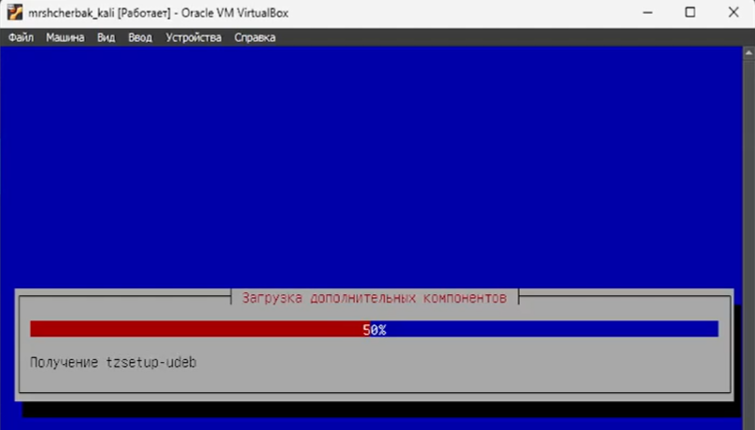 mrshcherbak_kali [Работает] - Oracle VM VirtualBox
Файл Машина Вид Ввод Устройства Справка
Загрузка дополнительных компонентов
50%
Получение tzsetup-udeb